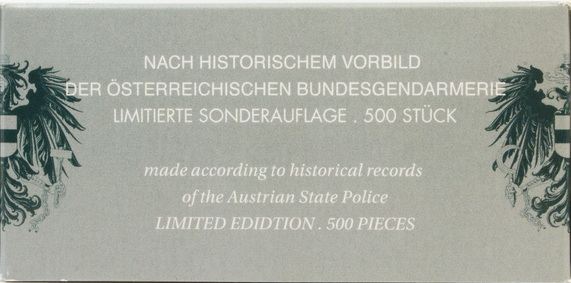 NACH HISTORISCHEM VORBILD
DER ÖSTERREICHISCHEN BUNDESGENDARMERIE
LIMITIERTE SONDERAUFLAGE . 500 STÜCK
made according to historical records
of the Austrian State Police
LIMITED EDIDTION . 500 PIECES